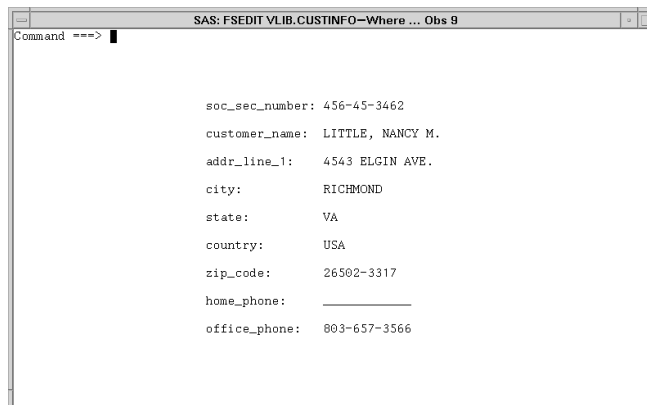 SAS: FSEDIT VLIB.CUSTINFO—Where ... Obs 9
Command ===>
soc_sec_number: 456-45-3462
customer_name: LITTLE, NANCY M.
addr_line_1: 4543 ELGIN AVE.
city: RICHMOND
state: VA
country: USA
zip_code: 26502-3317
home_phone: ____________
office_phone: 803-657-3566